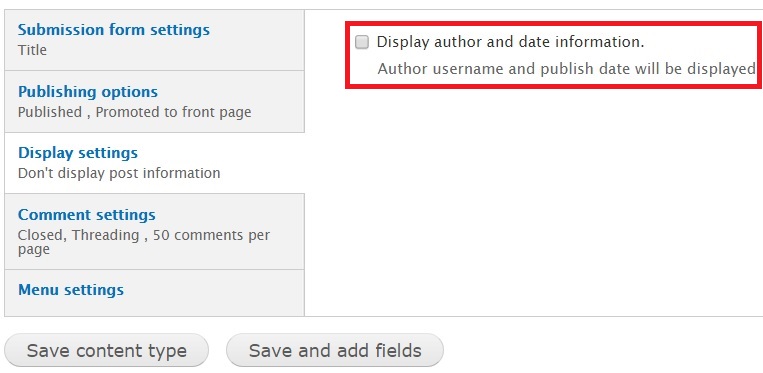 Submission form settings
Title
Publishing options
Published , Promoted to front page
Display settings
Don't display post information
Comment settings
Closed, Threading , 50 comments per
page
Menu settings
Display author and date information.
Author username and publish date will be displayed
Save content type
Save and add fields